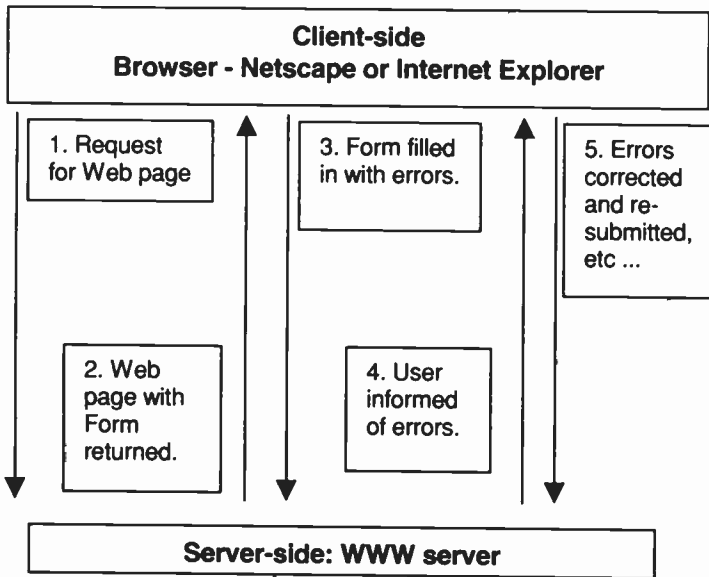 Client-side
Browser - Netscape or Internet Explorer
1. Request
for Web page
2. Web
page with
Form
returned.
3. Form filled
in with errors.
4. User
informed
of errors.
5. Errors
corrected
and re-
submitted,
etc ...
Server-side: WWW server